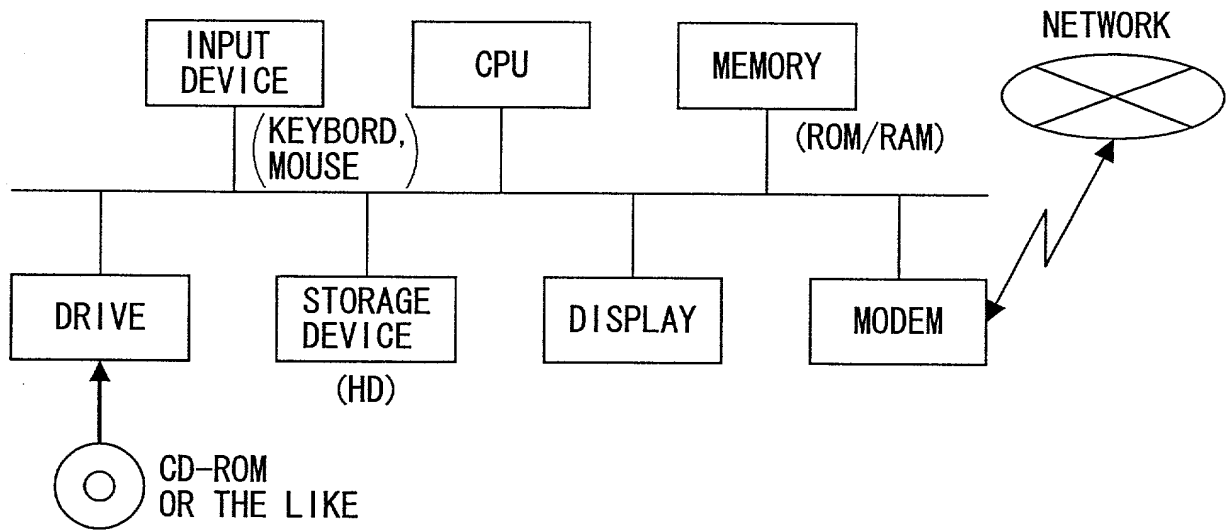 NETWORK
INPUT
DEVICE
CPU
MEMORY
(KEYBORD,
MOUSE)
(ROM/RAM)
DRIVE
STORAGE
DEVICE
DISPLAY
MODEM
(HD)
CD-ROM
OR THE LIKE